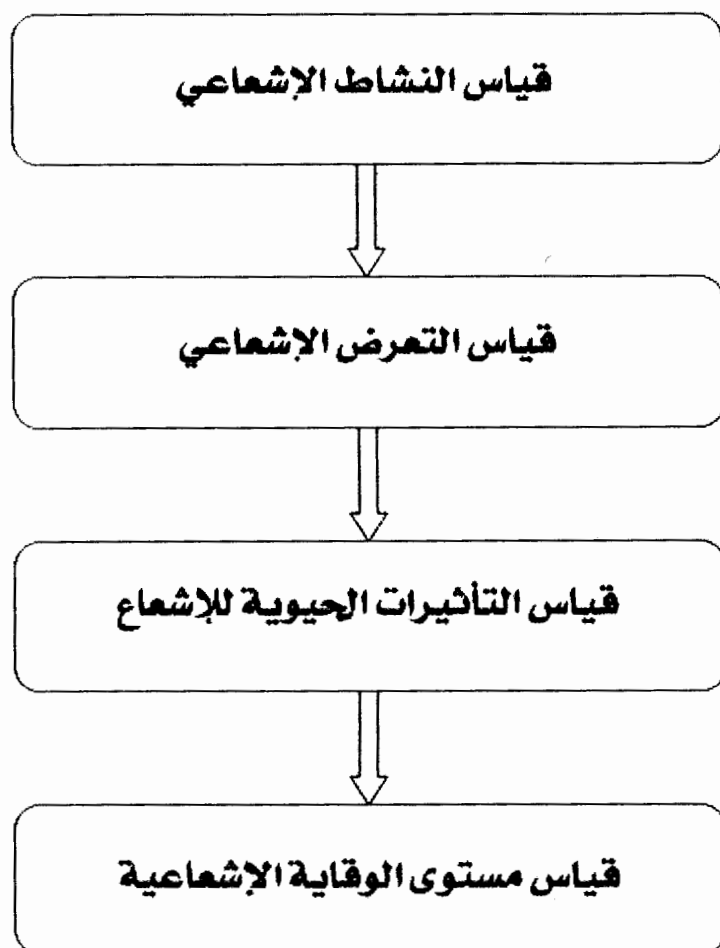 قياس النشاط الإشعاعي
قياس التعرض الإشعاعي
قياس التأثيرات الحيوية للإشعاع
قياس مستوى الوقاية الإشعاعية